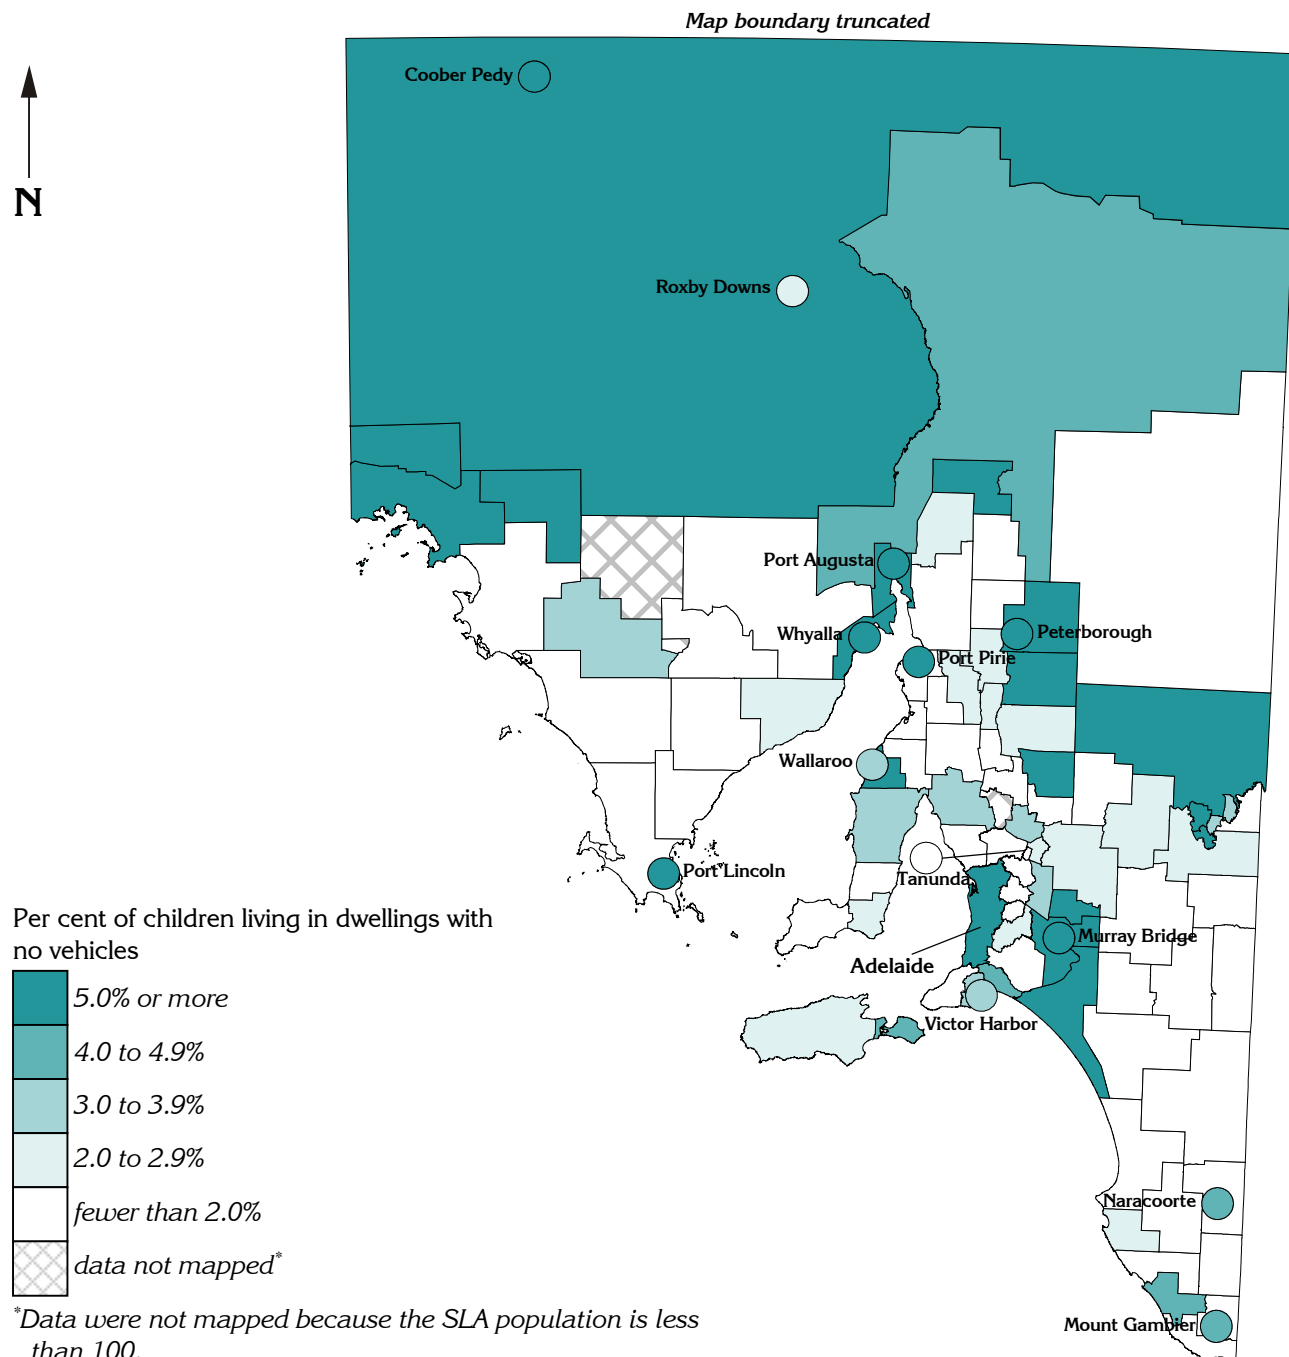 Map boundary truncated
Coober Pedy
N
Roxby Downs
Port Augusta
Whyalla
Peterborough
Port Pirie
Wallaroo
Port Lincoln
Tanunda
Murray Bridge
Adelaide
Victor Harbor
Naracoorte
Mount Gambier
Per cent of children living in dwellings with
no vehicles
5.0% or more
4.0 to 4.9%
3.0 to 3.9%
2.0 to 2.9%
fewer than 2.0%
data not mapped*
*Data were not mapped because the SLA population is less
than 100.